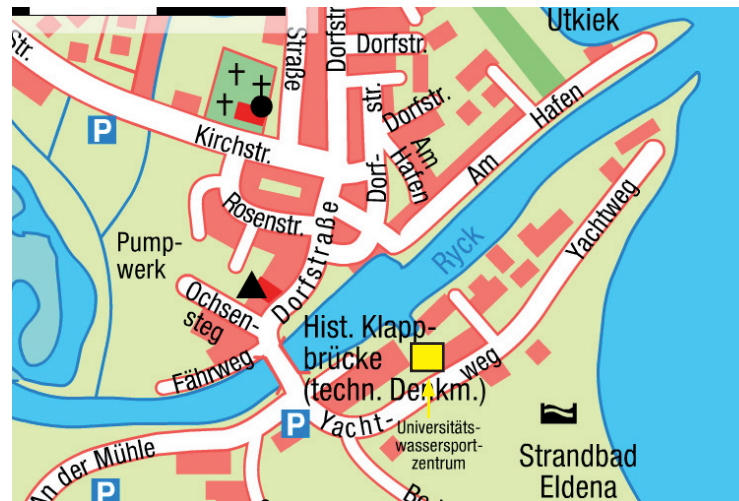 Utkiek
Str.
Straße
Dorfstr.
Dorfstr.
str.
Dorfstr.
P
Kirchstr.
Am
Hafen
Hafen
Am
Dorf-
Rosenstr.
Dorfstraße
Yachtweg
Ryck
Pump-
werk
Ochsen-
steg
Hist. Klapp-
brücke
(techn. Denkm.)
Fährweg
weg
P
Yacht-
Universitäts-
wassersport-
zentrum
Strandbad
Eldena
An der Mühle
P